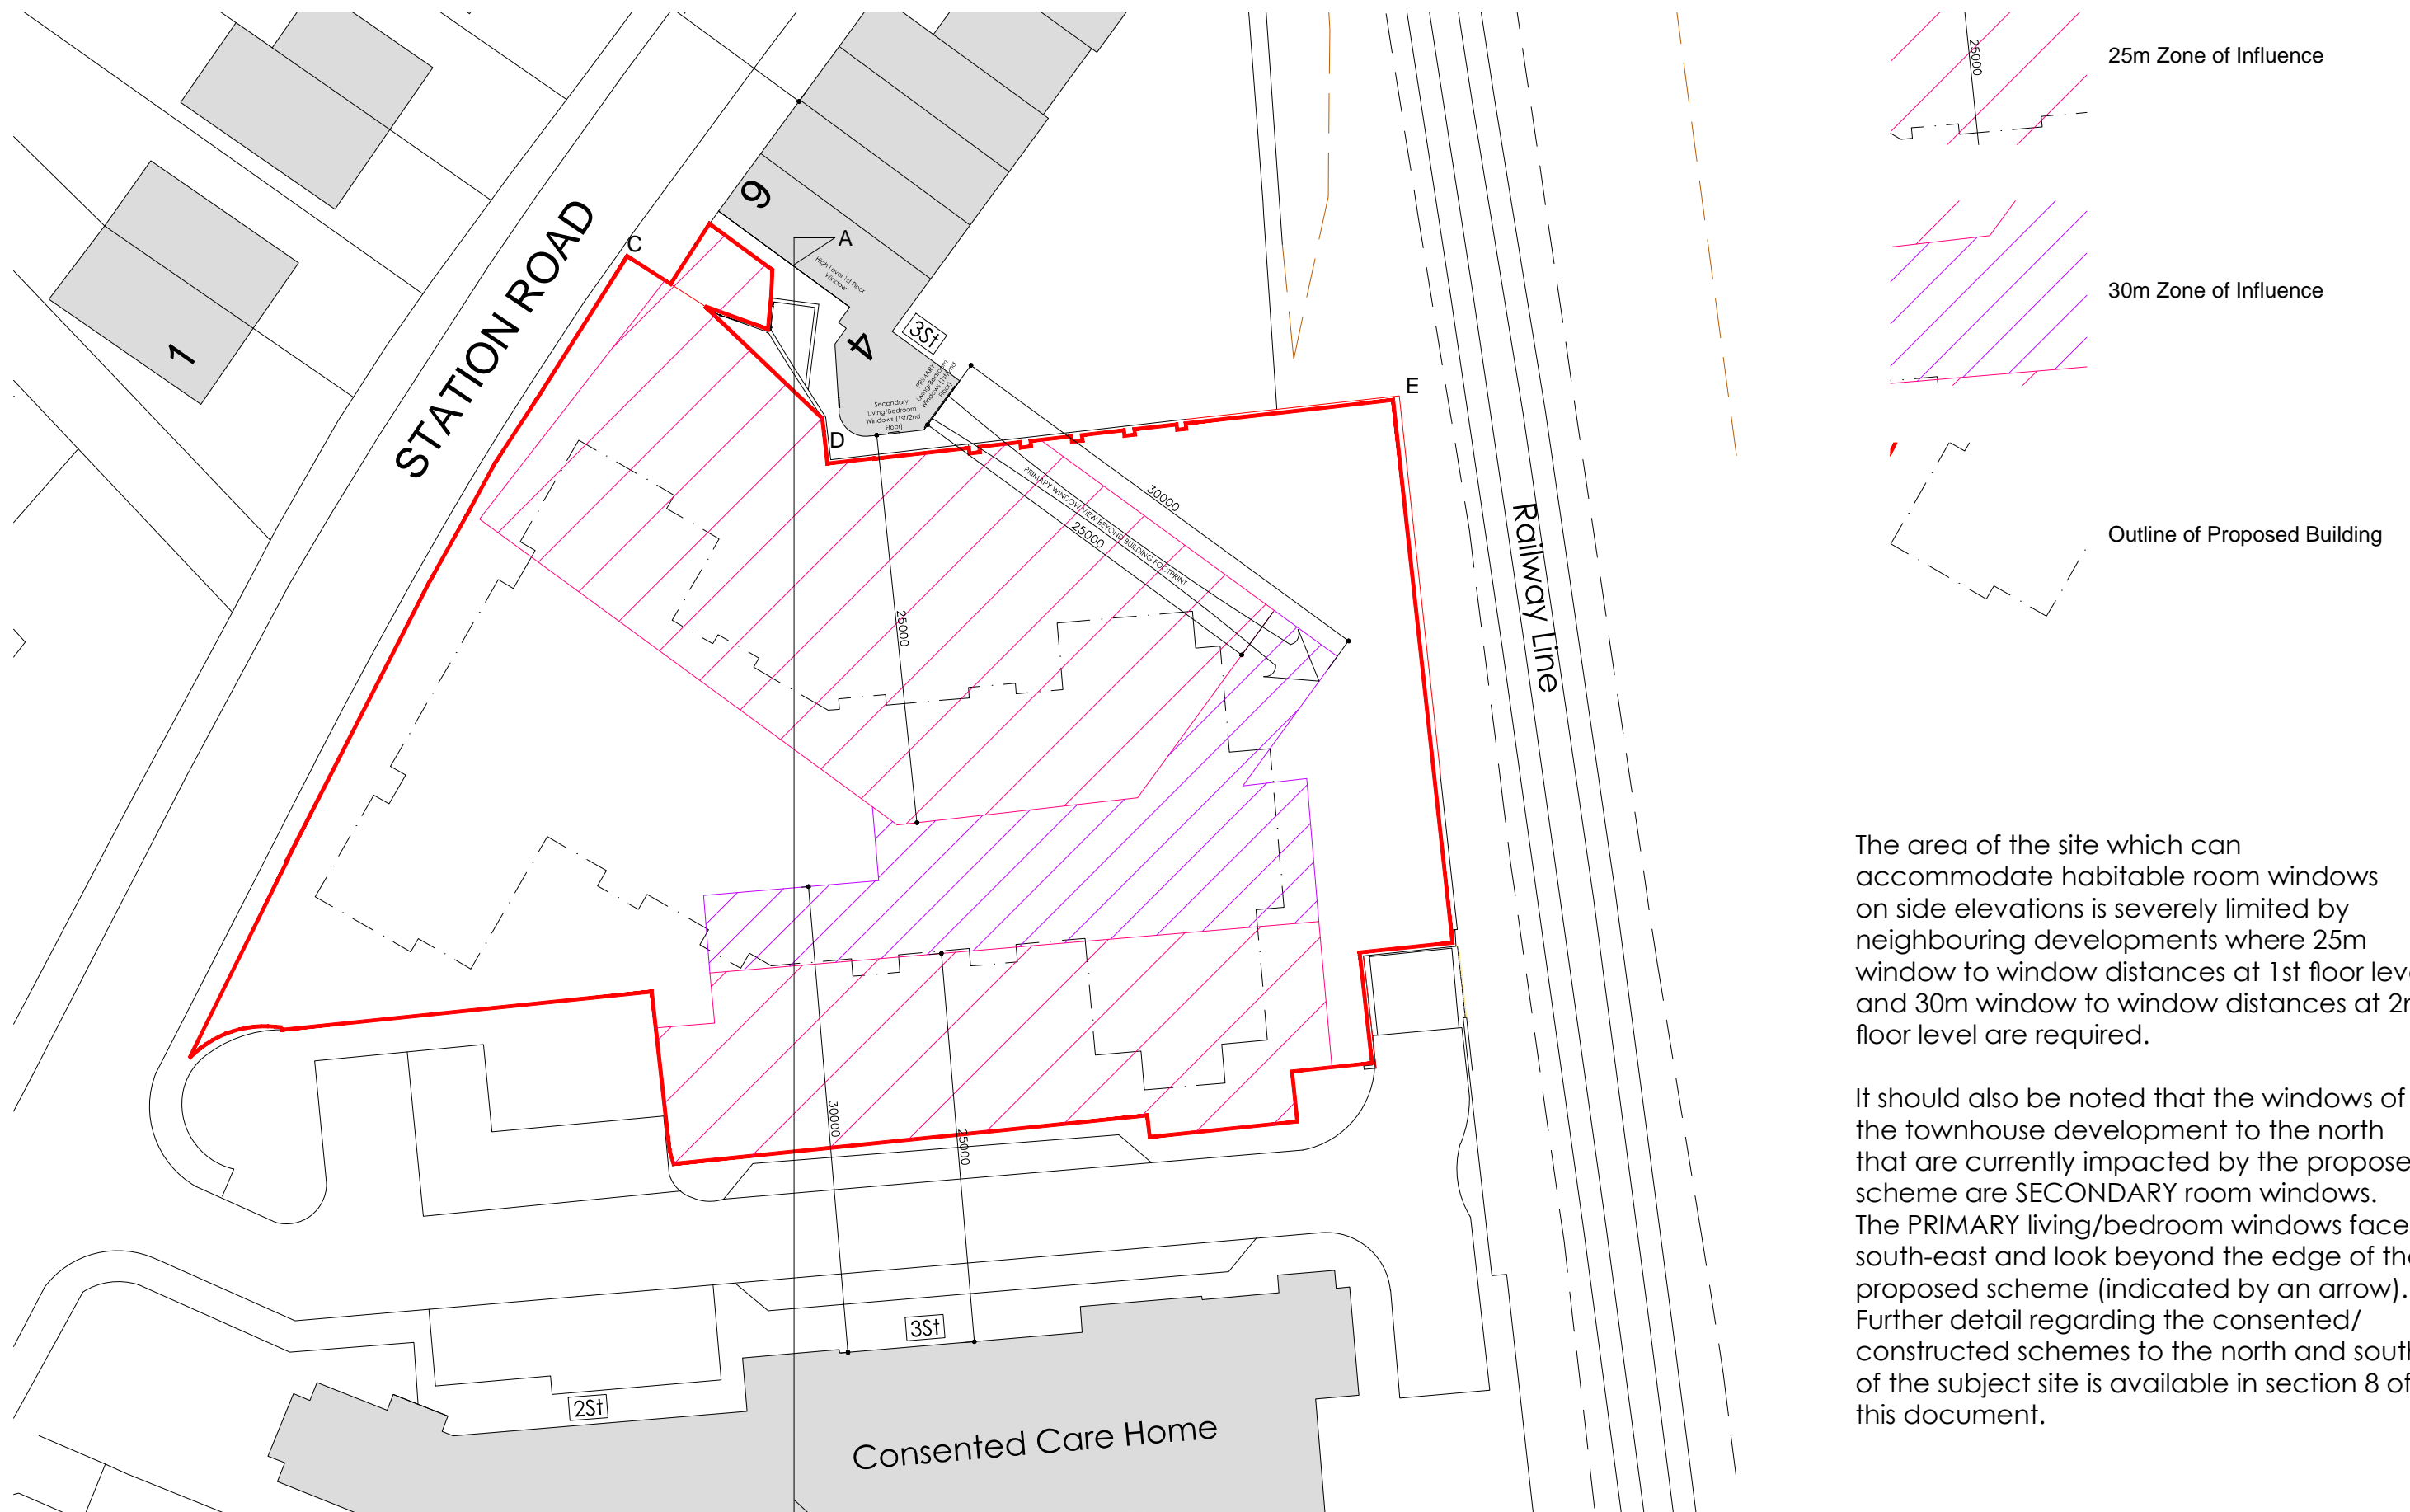 25000
25m Zone of Influence
30m Zone of Influence
Outline of Proposed Building
STATION ROAD
1
9
4
C
A
D
E
High Level 1st Floor
Window
3St
PRIMARY
Living/Bedroom
Windows (1st/2nd
Floor)
Secondary
Living/Bedroom
Windows (1st/2nd
Floor)
30000
PRIMARY WINDOW VIEW BEYOND BUILDING FOOTPRINT
25000
25000
Railway Line
30000
25000
3St
2St
Consented Care Home
The area of the site which can
accommodate habitable room windows
on side elevations is severely limited by
neighbouring developments where 25m
window to window distances at 1st floor
and 30m window to window distances at
floor level are required.
It should also be noted that the windows of
the townhouse development to the north
that are currently impacted by the
scheme are SECONDARY room windows.
The PRIMARY living/bedroom windows face
south-east and look beyond the edge of
proposed scheme (indicated by an arrow).
Further detail regarding the consented/
constructed schemes to the north and
of the subject site is available in section 8 of
this document.